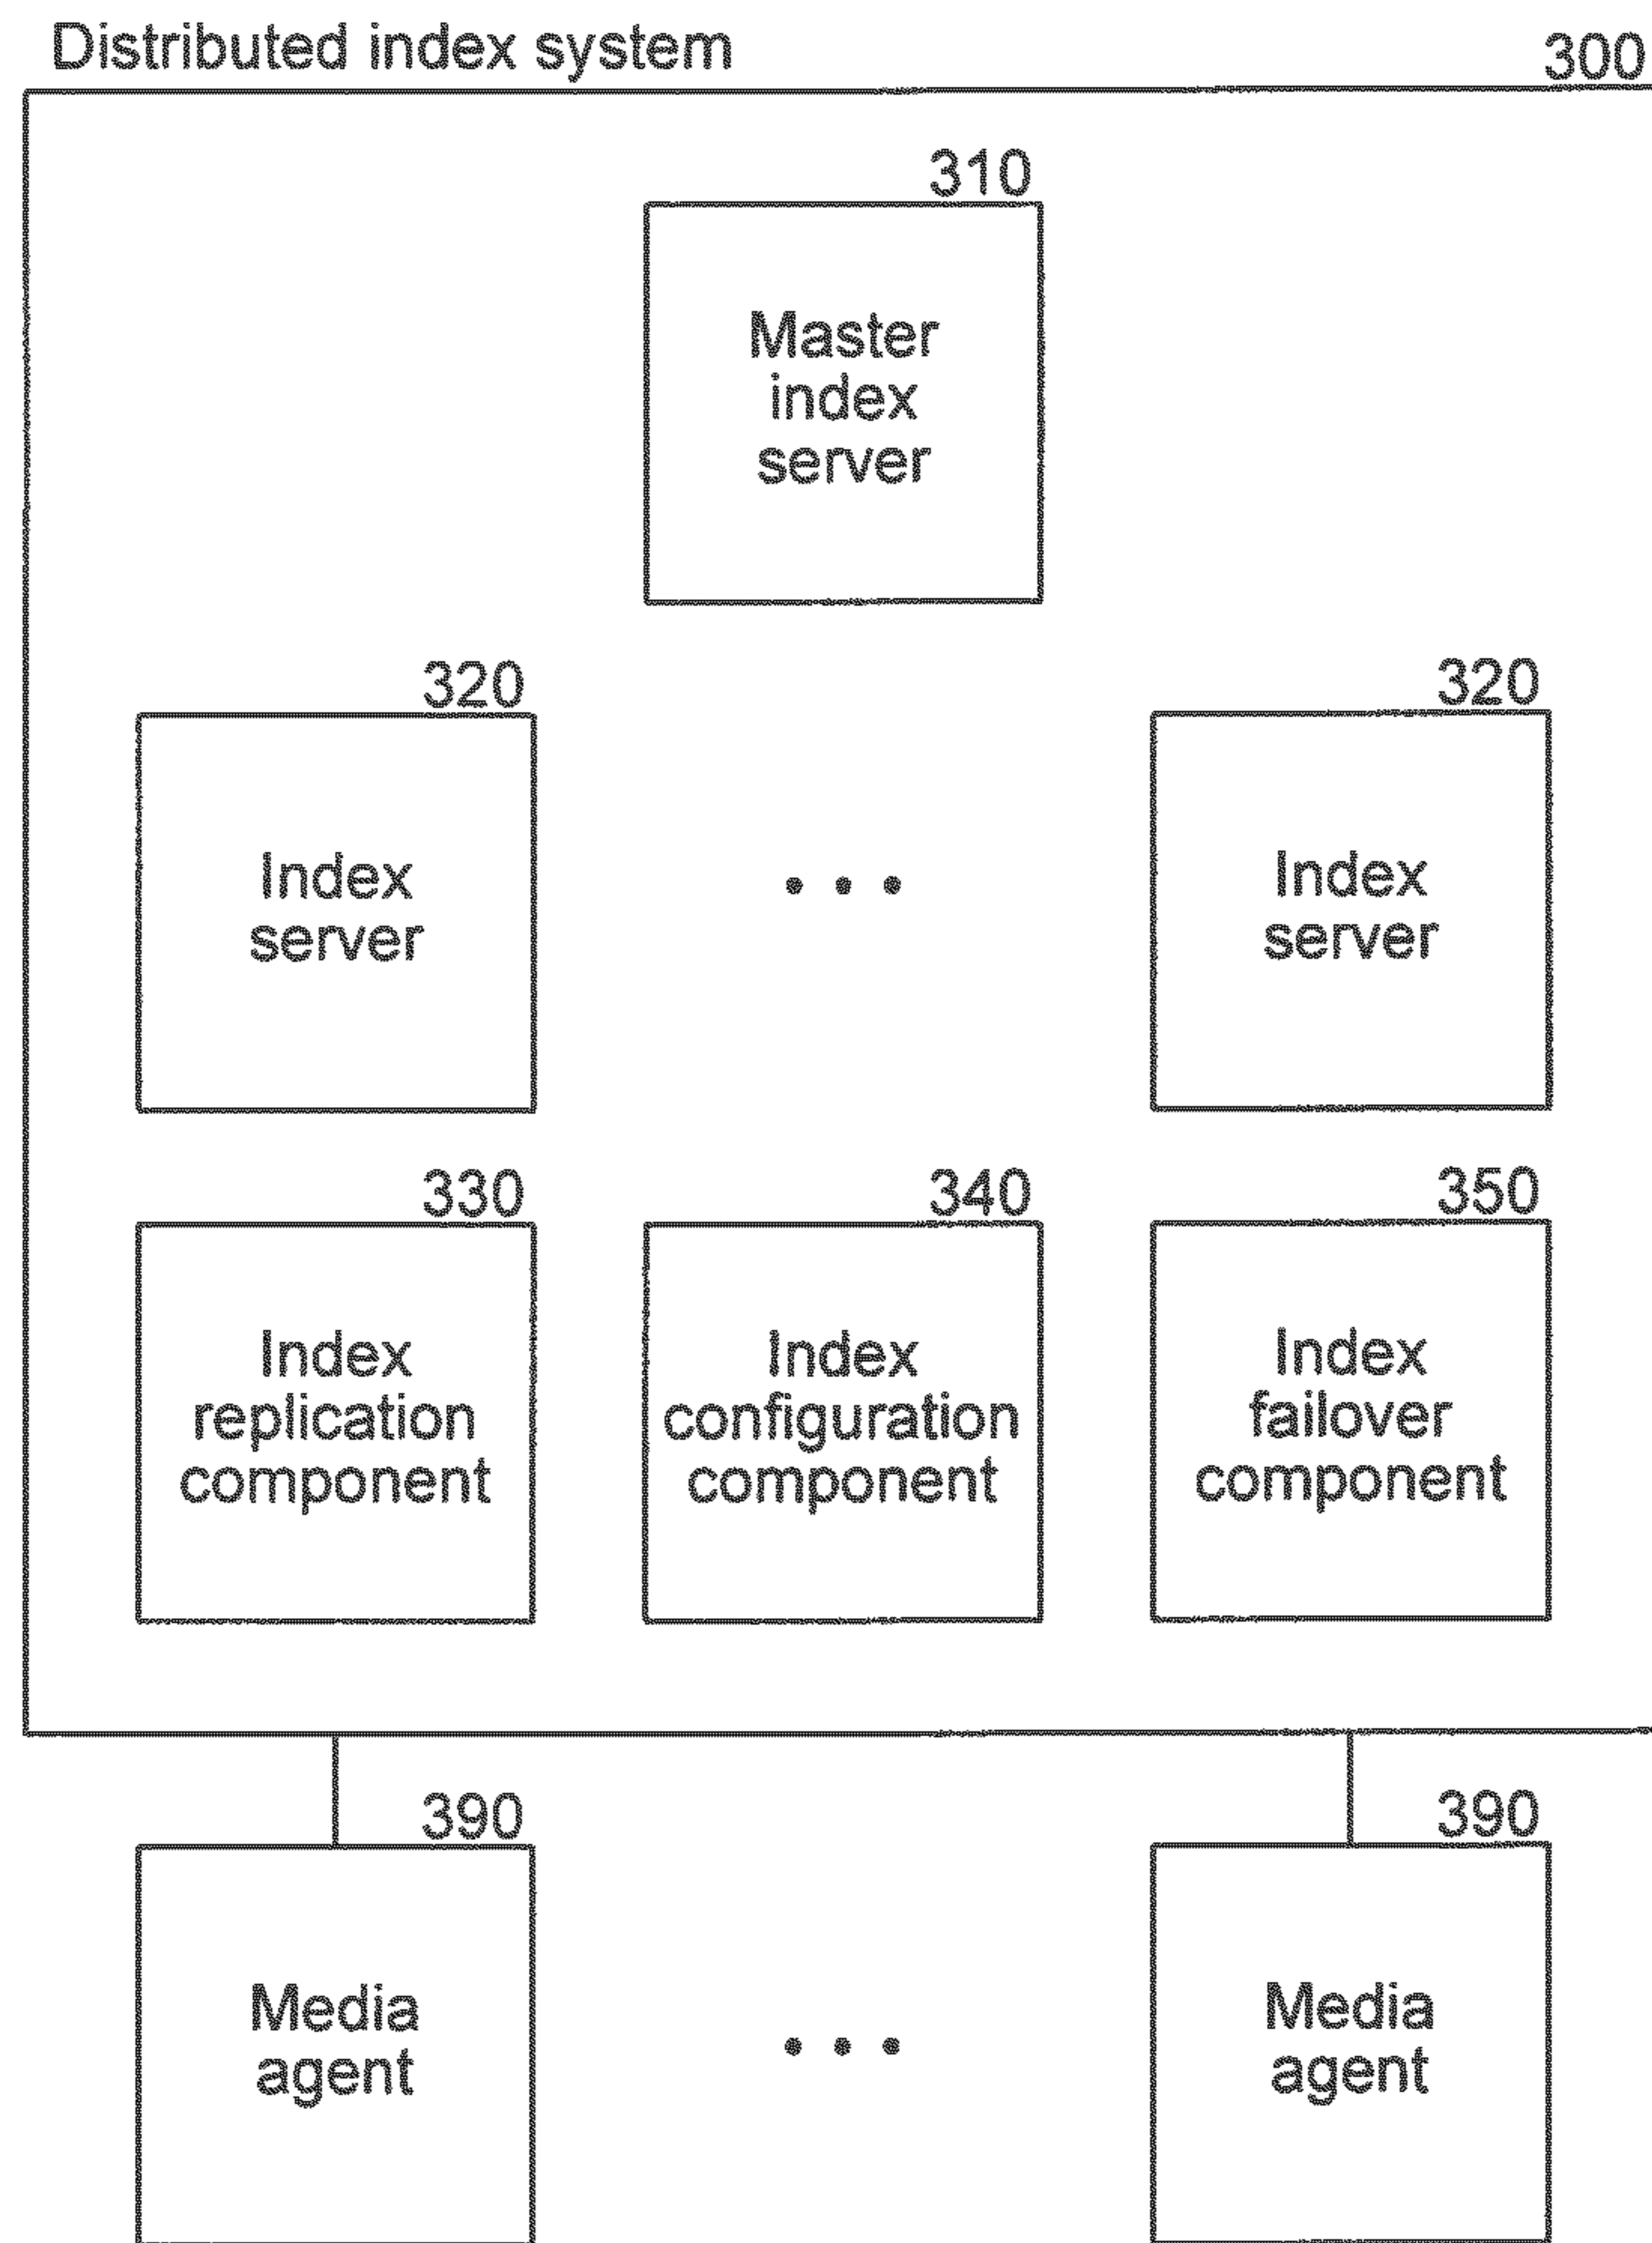 Distributed index system
300
310
Master
index
server
320
320
Index
server
• • •
Index
server
330
340
350
Index
replication
component
Index
configuration
component
Index
failover
component
390
390
Media
agent
• • •
Media
agent